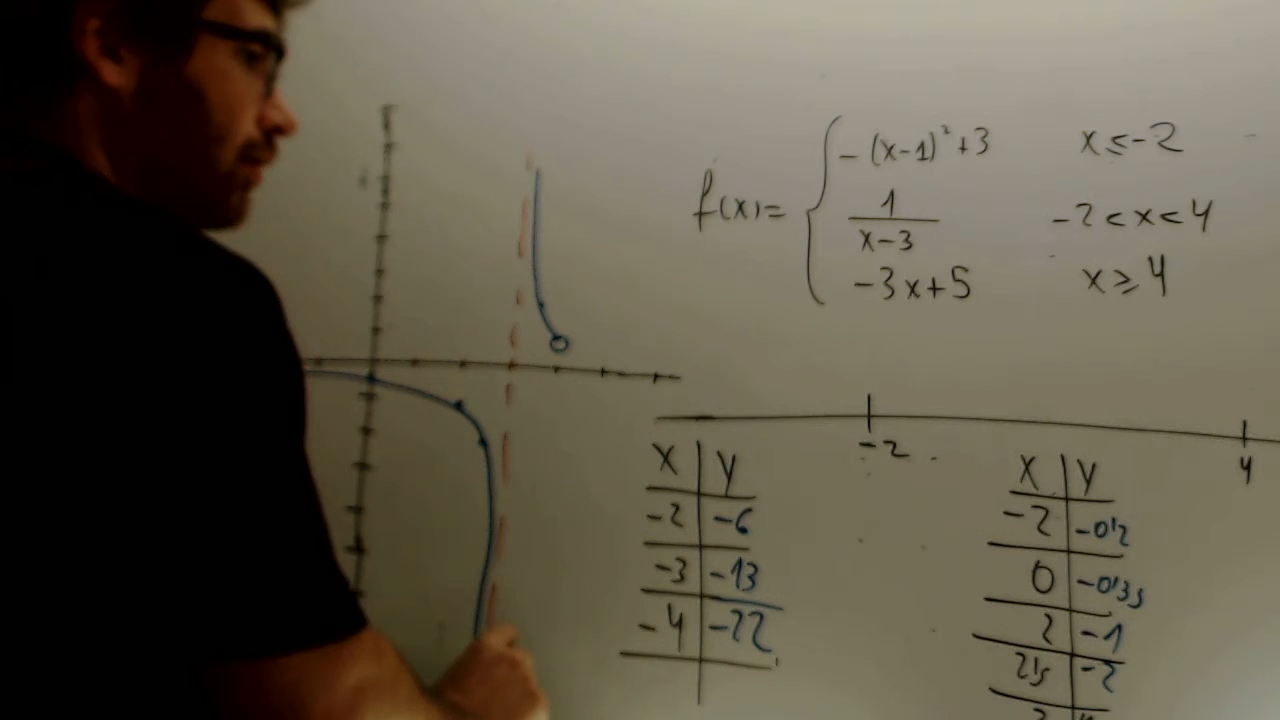 f(x)= { -(x-1)²+3 x≤-2
1/(x-3) -2<x<4
-3x+5 x≥4
-2 4
x y
-2 -6
-3 -13
-4 -22
x y
-2 -0'2
0 -0'33
2 -1
2's -2